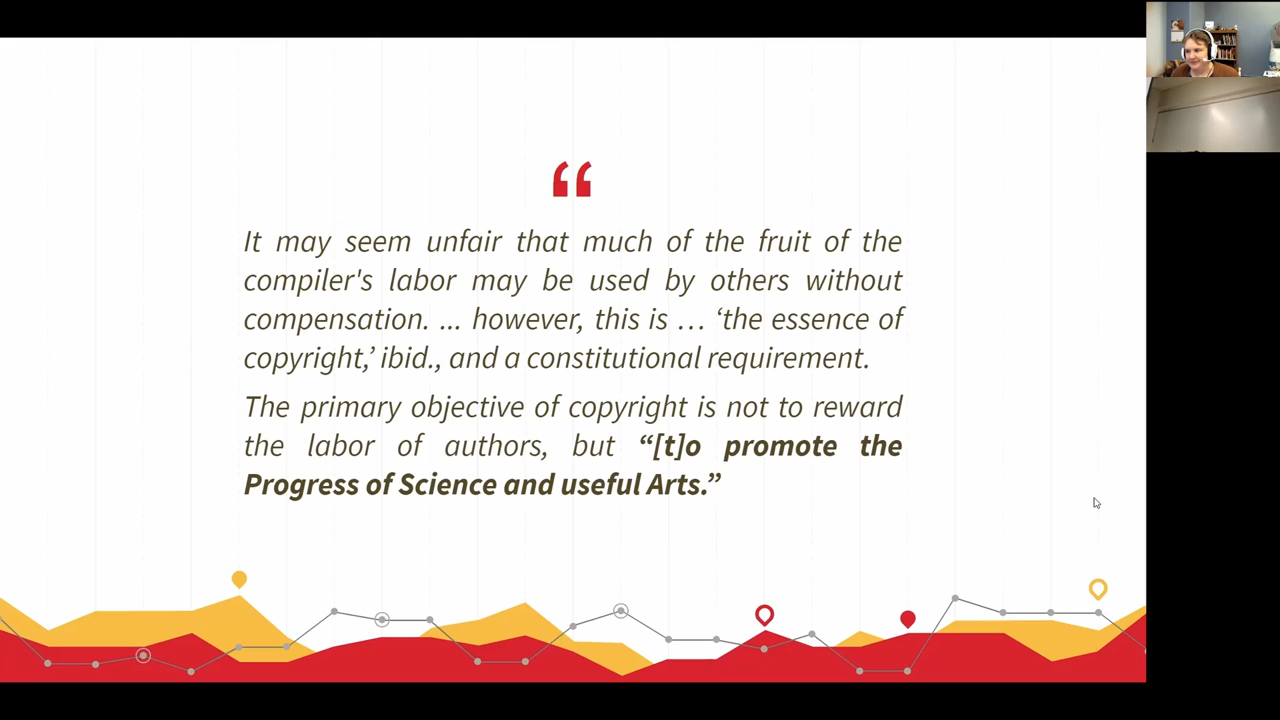 “
It may seem unfair that much of the fruit of the
compiler's labor may be used by others without
compensation. ... however, this is … ‘the essence of
copyright,’ ibid., and a constitutional requirement.
The primary objective of copyright is not to reward
the labor of authors, but “[t]o promote the
Progress of Science and useful Arts.”